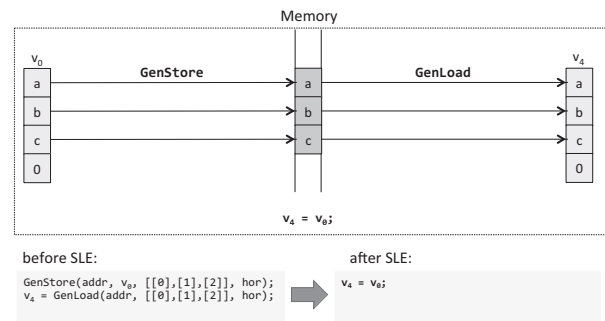 Memory
v0 v4
GenStore GenLoad
a a a
b b b
c c c
0 0
v4 = v0;
before SLE: after SLE:
GenStore(addr, v0, [[0],[1],[2]], hor); v4 = v0;
v4 = GenLoad(addr, [[0],[1],[2]], hor);